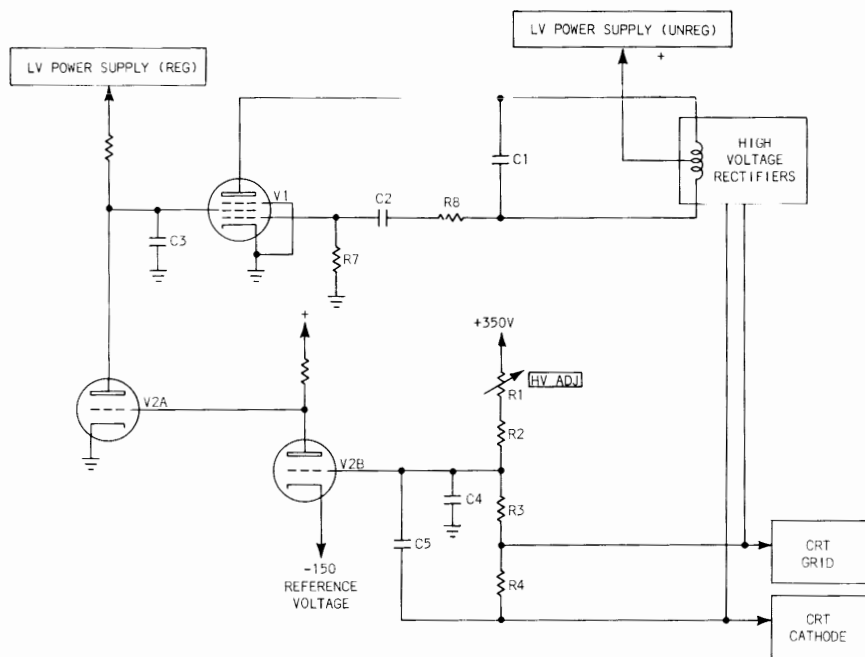 LV POWER SUPPLY (UNREG)
+
LV POWER SUPPLY (REG)
HIGH
VOLTAGE
RECTIFIERS
C1
V1
C2
R8
C3
R7
+
+350V
HV ADJ
R1
V2A
R2
V2B
C4
R3
C5
-150
REFERENCE
VOLTAGE
R4
CRT
GRID
CRT
CATHODE